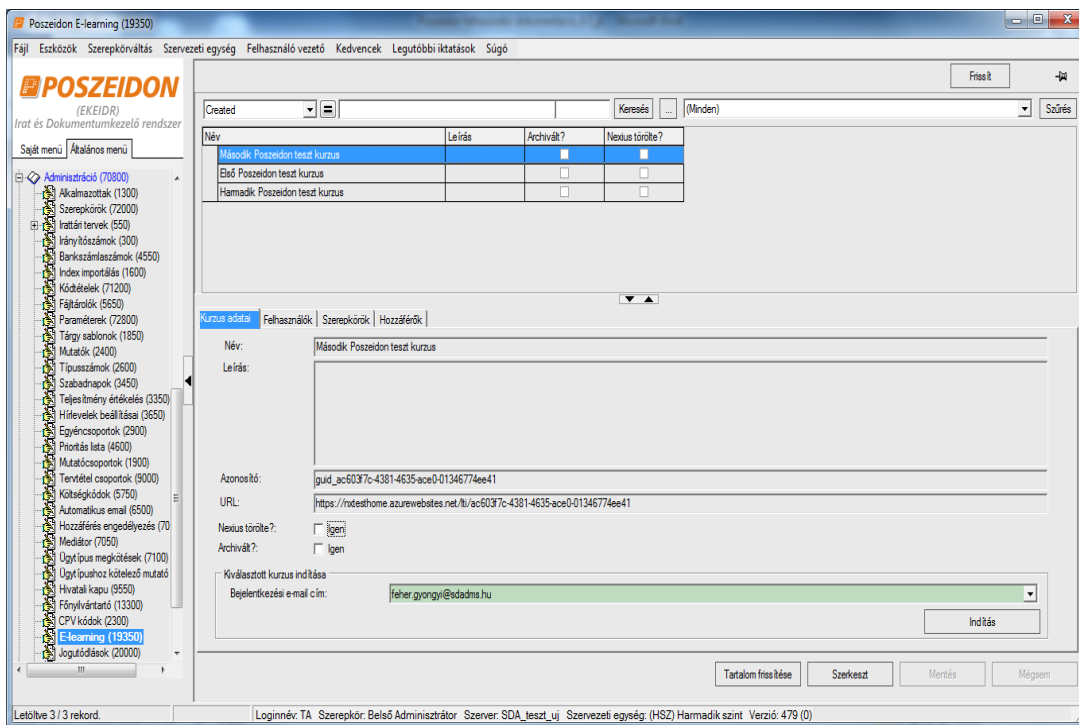 Poszeidon E-learning (19350)
Fájl Eszközök Szerepkörváltás Szervezeti egység Felhasználó vezető Kedvencek Legutóbbi iktatások Súgó
POSZEIDON
(EKEIDR)
Irat és Dokumentumkezelő rendszer
Saját menü Általános menü
Adminisztráció (70800)
Alkalmazottak (1300)
Szerepkörök (72000)
Irattári tervek (550)
Irányítószámok (300)
Bankszámlaszámok (4550)
Index importálás (1600)
Kódtételek (71200)
Fájltárolók (5650)
Paraméterek (72800)
Tárgy sablonok (1850)
Mutatók (2400)
Típusszámok (2600)
Szabadnapok (3450)
Teljesítmény értékelés (3350)
Hírlevelek beállításai (3650)
Egyéncsoportok (2900)
Prioritás lista (4600)
Mutatócsoportok (1900)
Tervtétel csoportok (9000)
Költségkódok (5750)
Automatikus email (6500)
Hozzáférés engedélyezés (70
Mediátor (7050)
Ügytípus megkötések (7100)
Ügytípushoz kötelező mutató
Hivatali kapu (9550)
Főnyilvántartó (13300)
CPV kódok (2300)
E-learning (19350)
Jogutódlások (20000)
Frissít
Created = Keresés ... (Minden) Szűrés
Név Leírás Archivált? Nexius törölte?
Második Poszeidon teszt kurzus
Első Poszeidon teszt kurzus
Harmadik Poszeidon teszt kurzus
Kurzus adatai Felhasználók Szerepkörök Hozzáférők
Név: Második Poszeidon teszt kurzus
Leírás:
Azonosító: guid_ac603f7c-4381-4635-ace0-01346774ee41
URL: https://nxtesthome.azurewebsites.net/lti/ac603f7c-4381-4635-ace0-01346774ee41
Nexius törölte?: Igen
Archivált?: Igen
Kiválasztott kurzus indítása
Bejelentkezési e-mail cím: feher.gyongyi@sdadms.hu
Indítás
Tartalom frissítése Szerkeszt Mentés Mégsem
Letöltve 3 / 3 rekord. Loginnév: TA Szerepkör: Belső Adminisztrátor Szerver: SDA_teszt_uj Szervezeti egység: (HSZ) Harmadik szint Verzió: 479 (0)